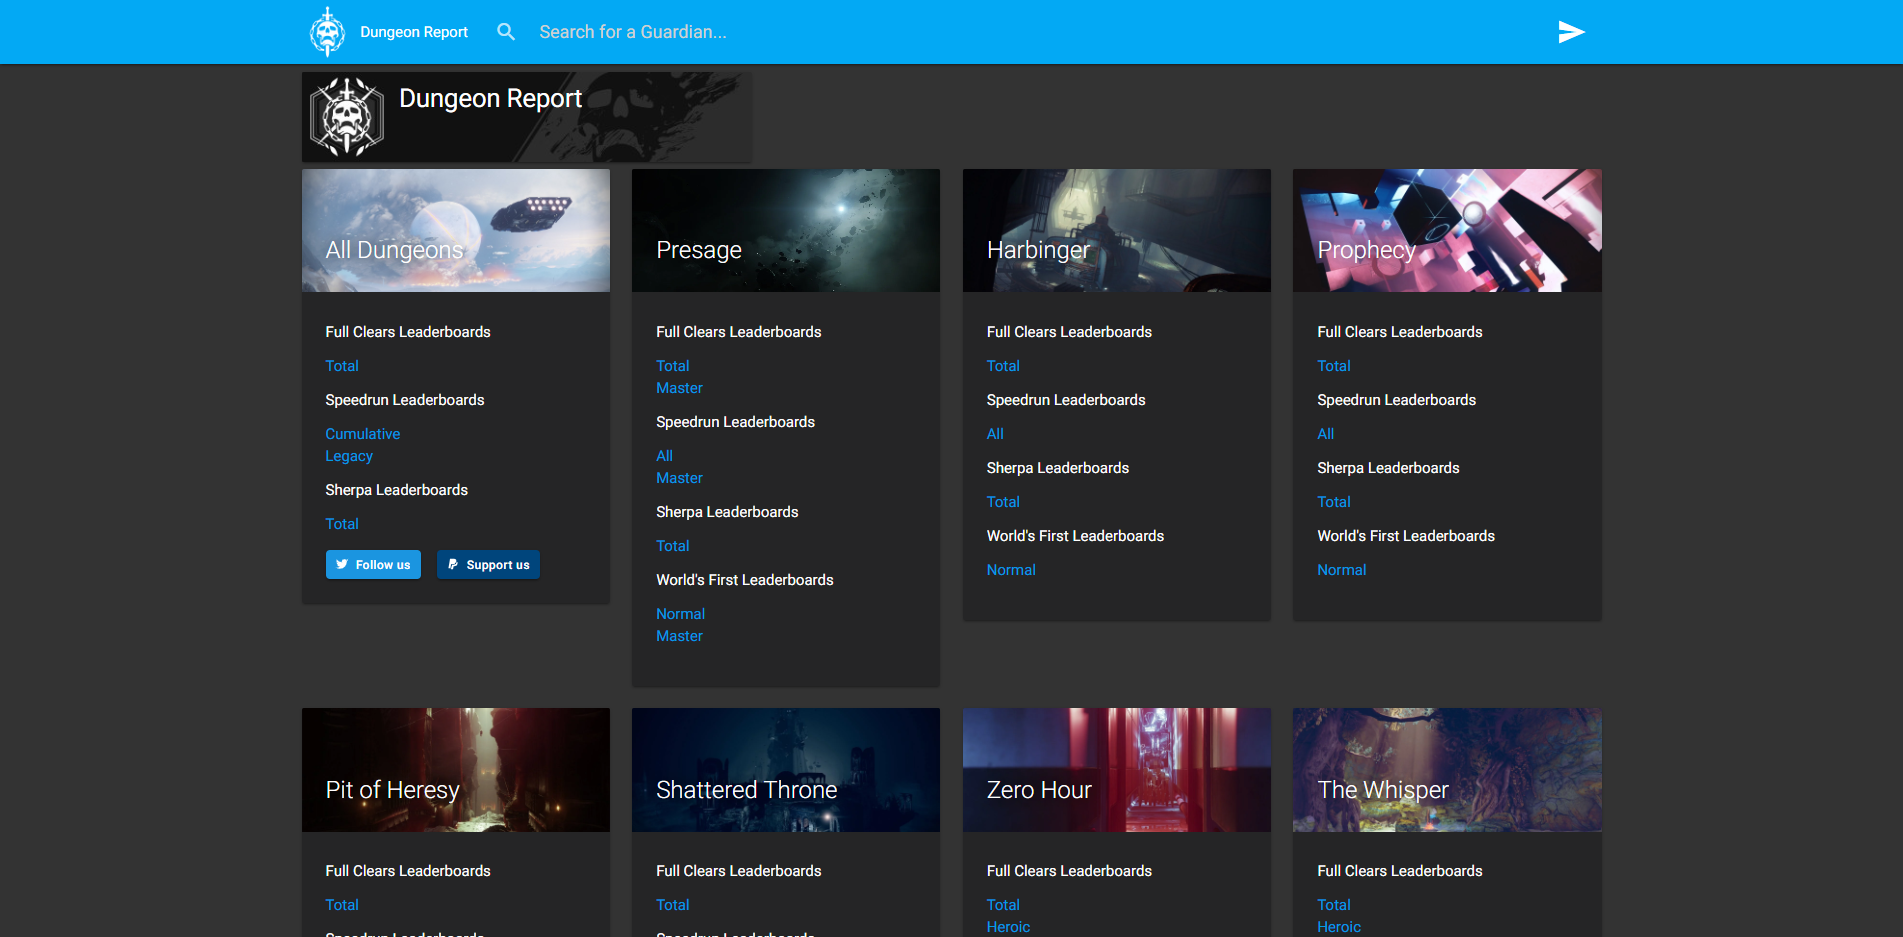 Dungeon Report
Search for a Guardian...
Dungeon Report
All Dungeons
Full Clears Leaderboards
Total
Speedrun Leaderboards
Cumulative
Legacy
Sherpa Leaderboards
Total
Follow us
Support us
Presage
Full Clears Leaderboards
Total
Master
Speedrun Leaderboards
All
Master
Sherpa Leaderboards
Total
World's First Leaderboards
Normal
Master
Harbinger
Full Clears Leaderboards
Total
Speedrun Leaderboards
All
Sherpa Leaderboards
Total
World's First Leaderboards
Normal
Prophecy
Full Clears Leaderboards
Total
Speedrun Leaderboards
All
Sherpa Leaderboards
Total
World's First Leaderboards
Normal
Pit of Heresy
Full Clears Leaderboards
Total
Speedrun Leaderboards
Shattered Throne
Full Clears Leaderboards
Total
Speedrun Leaderboards
Zero Hour
Full Clears Leaderboards
Total
Heroic
The Whisper
Full Clears Leaderboards
Total
Heroic